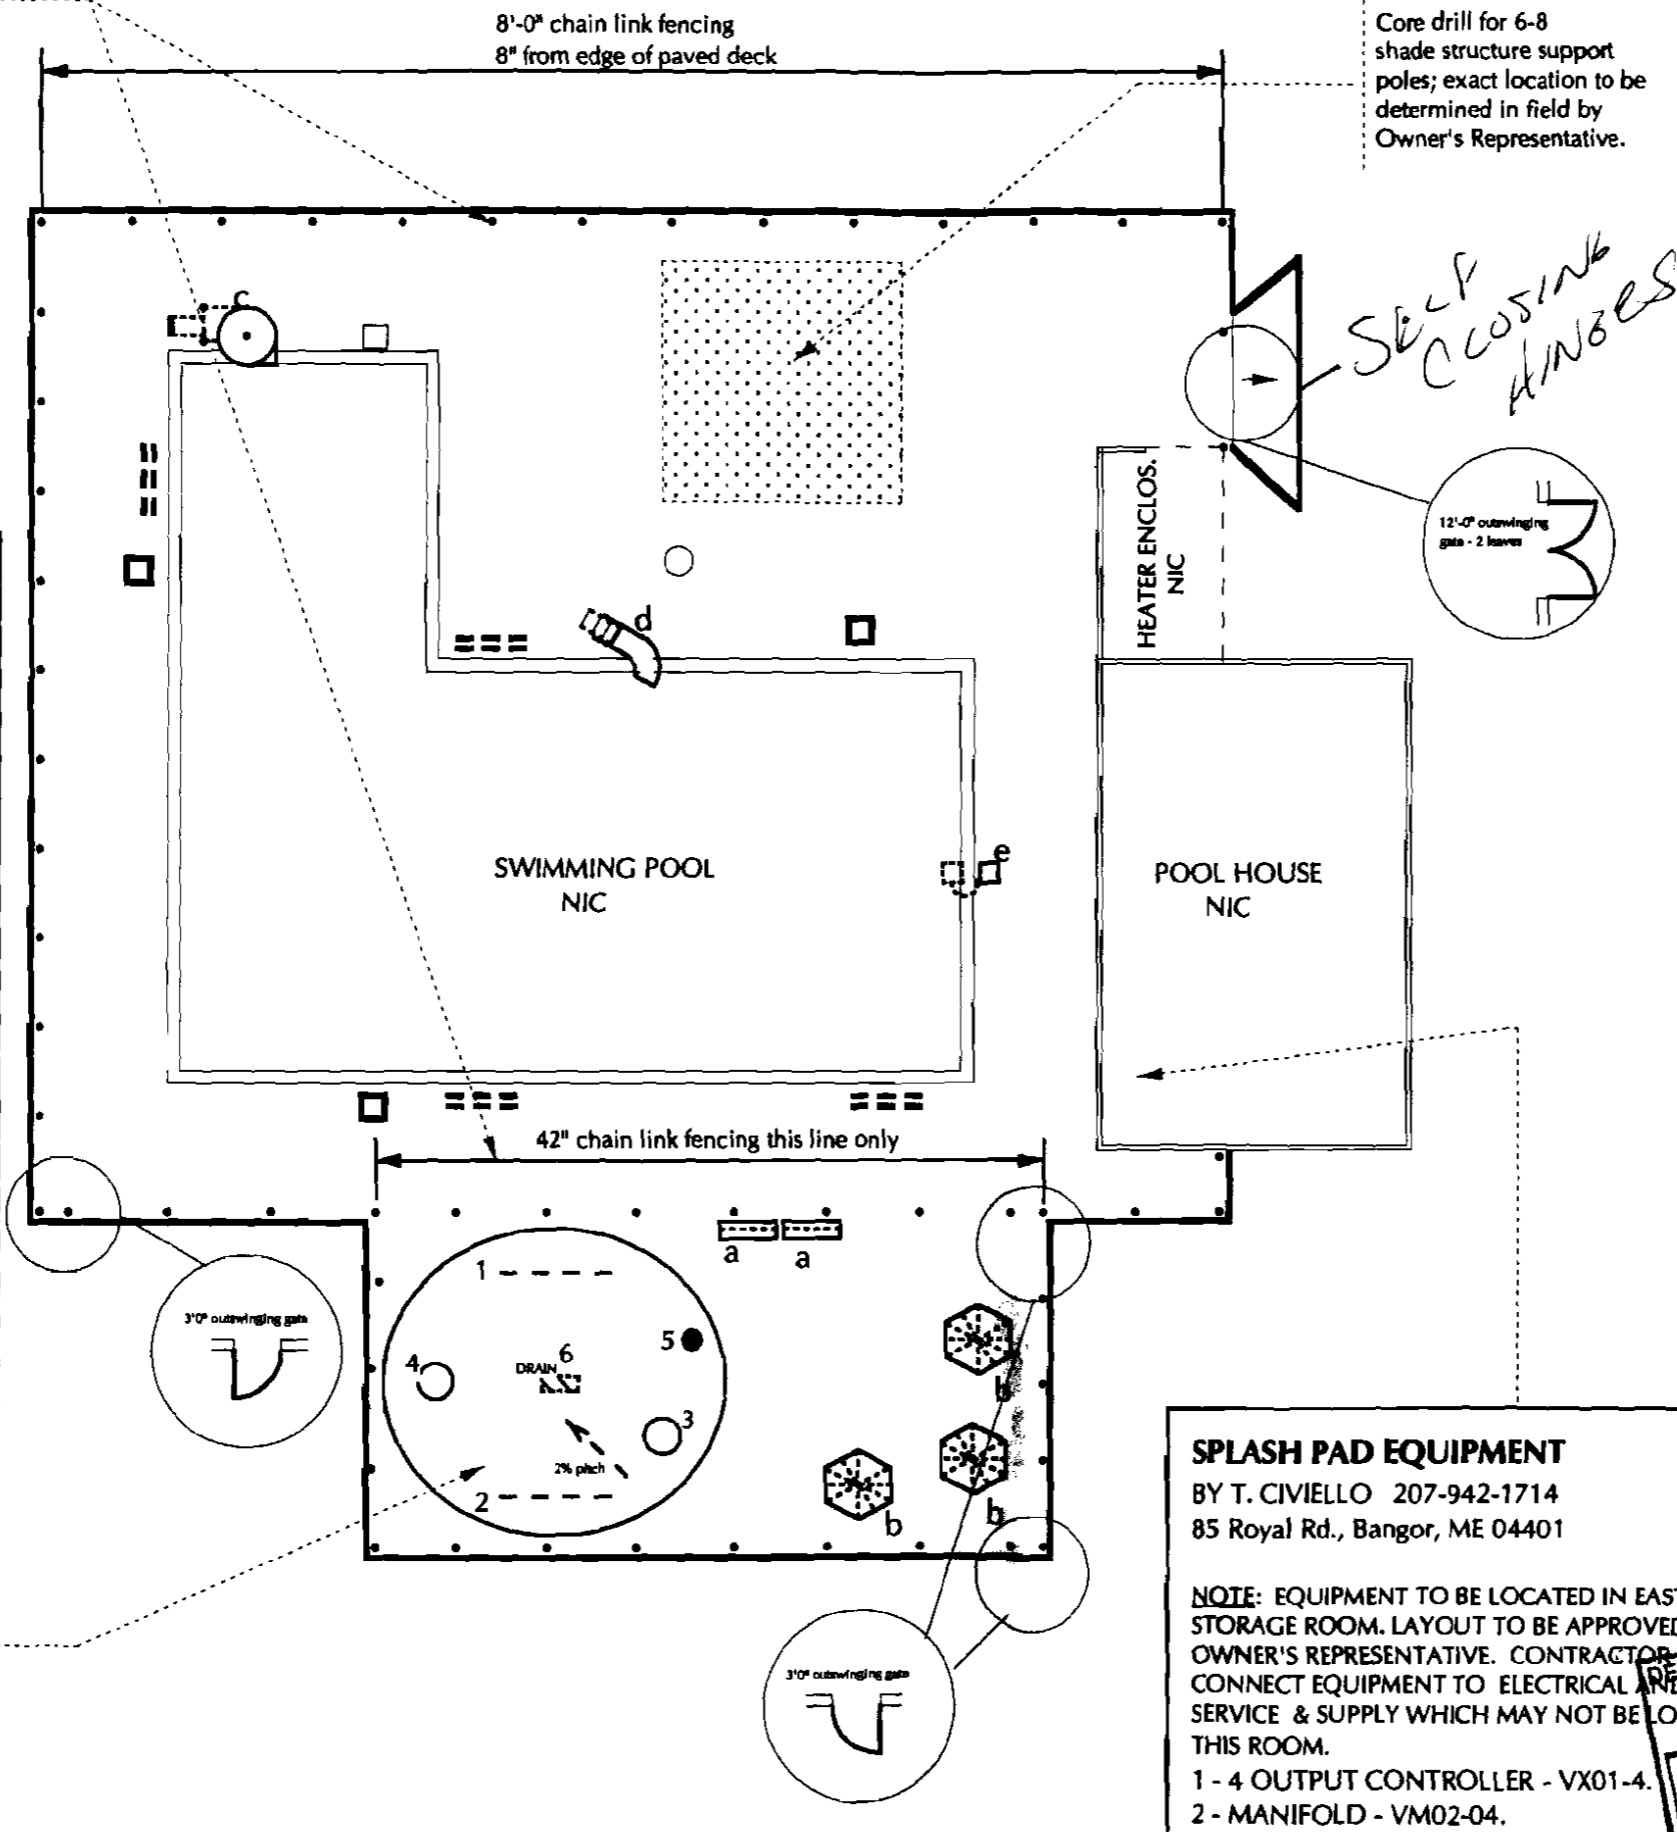 8'-0" chain link fencing
8" from edge of paved deck
Core drill for 6-8
shade structure support
poles; exact location to be
determined in field by
Owner's Representative.
SELF
CLOSING
HINGES
c
12'-0" outswinging
gate - 2 leaves
HEATER ENCLOS.
NIC
d
SWIMMING POOL
NIC
e
POOL HOUSE
NIC
42" chain link fencing this line only
a
a
1
3'0" outswinging gate
5
4
DRAIN 6
b
3
2% pitch
2
b
b
SPLASH PAD EQUIPMENT
BY T. CIVIELLO 207-942-1714
85 Royal Rd., Bangor, ME 04401
NOTE: EQUIPMENT TO BE LOCATED IN EAST
STORAGE ROOM. LAYOUT TO BE APPROVED
OWNER'S REPRESENTATIVE. CONTRACTOR
CONNECT EQUIPMENT TO ELECTRICAL AND
SERVICE & SUPPLY WHICH MAY NOT BE LO
THIS ROOM.
1 - 4 OUTPUT CONTROLLER - VX01-4.
2 - MANIFOLD - VM02-04.
3'0" outswinging gate